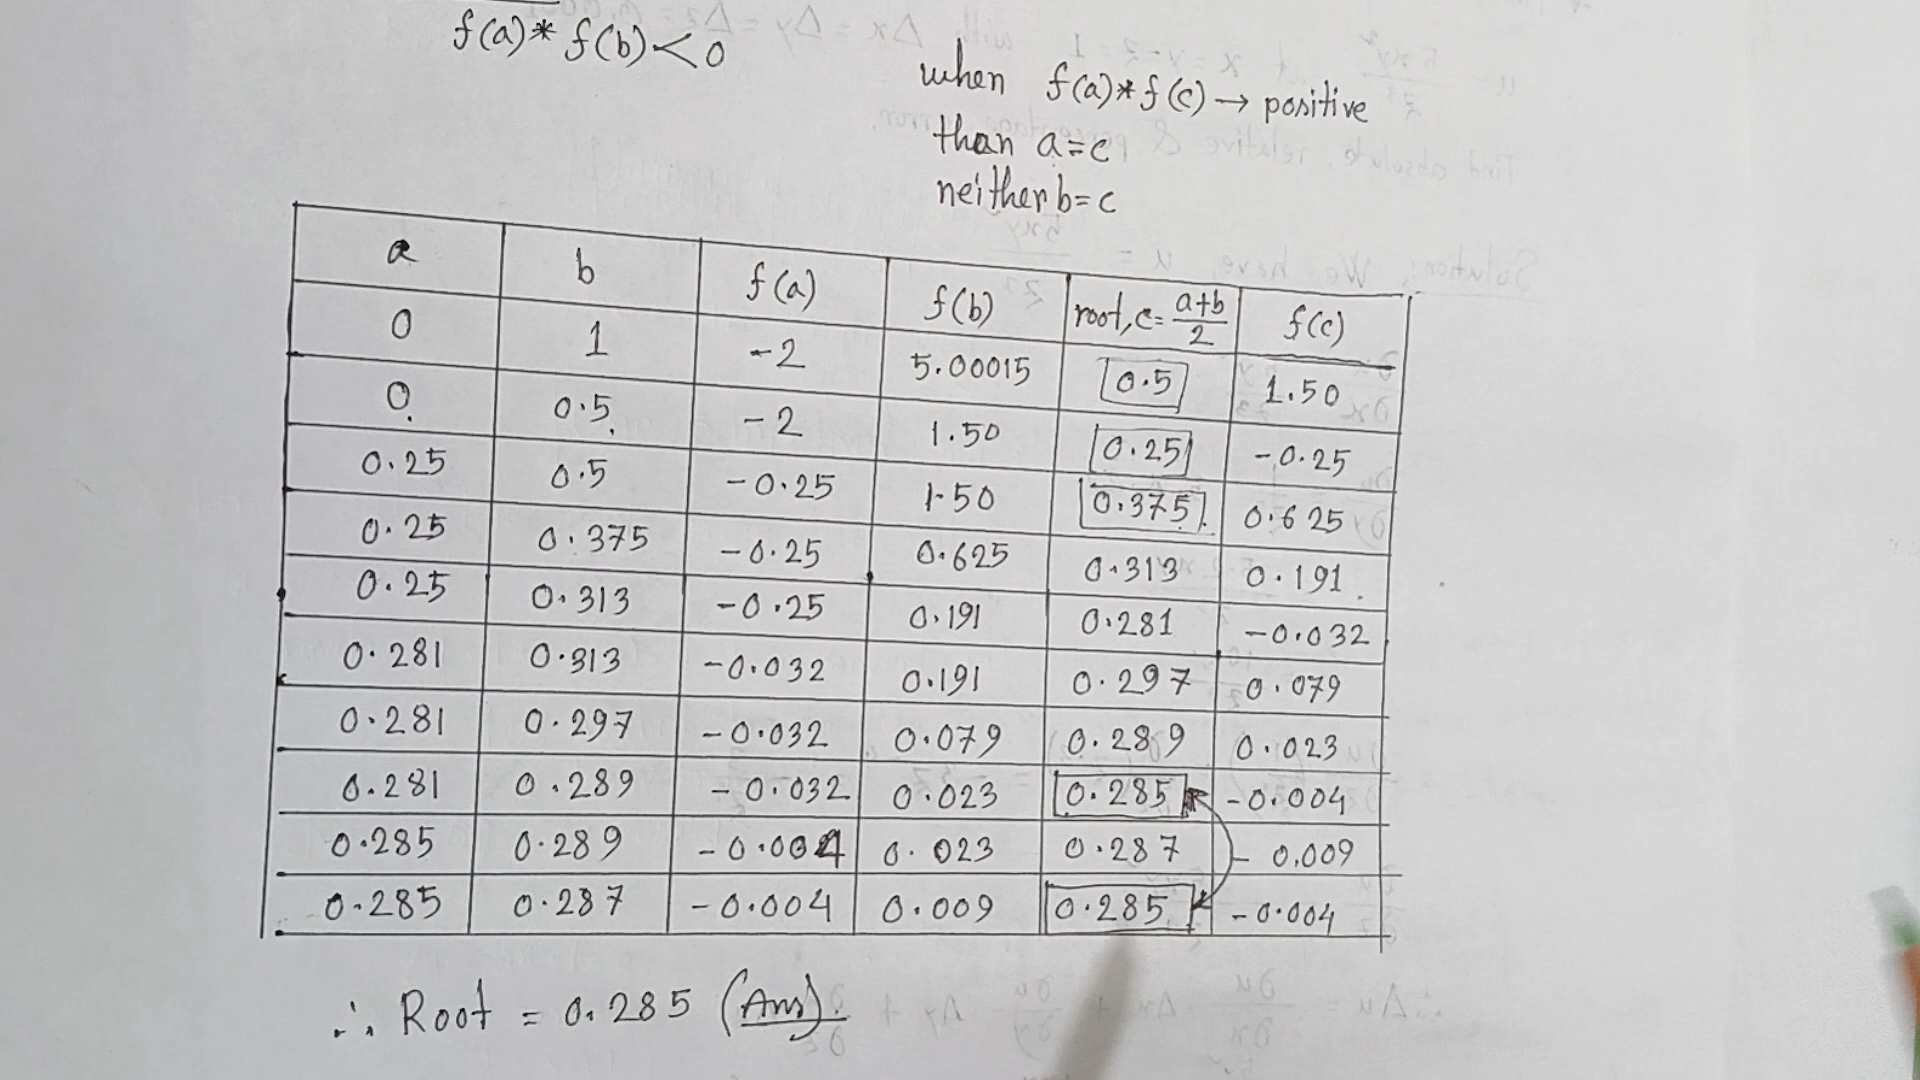 f(a)* f(b)<0
when f(a)*f(c)→ positive
than a=c
neither b=c
a b f(a) f(b) root, c= a+b/2 f(c)
0 1 -2 5.00015 0.5 1.50
0 0.5 -2 1.50 0.25 -0.25
0.25 0.5 -0.25 1.50 0.375 0.625
0.25 0.375 -0.25 0.625 0.313 0.191
0.25 0.313 -0.25 0.191 0.281 -0.032
0.281 0.313 -0.032 0.191 0.297 0.079
0.281 0.297 -0.032 0.079 0.289 0.023
0.281 0.289 -0.032 0.023 0.285 -0.004
0.285 0.289 -0.004 0.023 0.287 0.009
0.285 0.287 -0.004 0.009 0.285 -0.004
∴ Root = 0.285 (Ans).